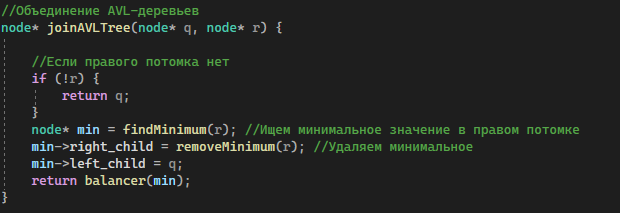 //Объединение AVL-деревьев
node* joinAVLTree(node* q, node* r) {
//Если правого потомка нет
if (!r) {
return q;
}
node* min = findMinimum(r); //Ищем минимальное значение в правом потомке
min->right_child = removeMinimum(r); //Удаляем минимальное
min->left_child = q;
return balancer(min);
}